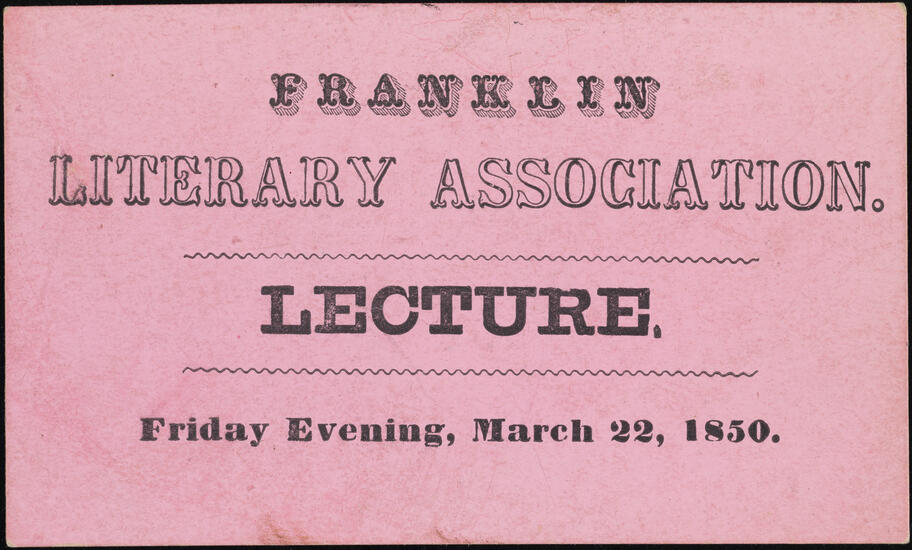 FRANKLIN
LITERARY ASSOCIATION.
LECTURE,
Friday Evening, March 22, 1850.